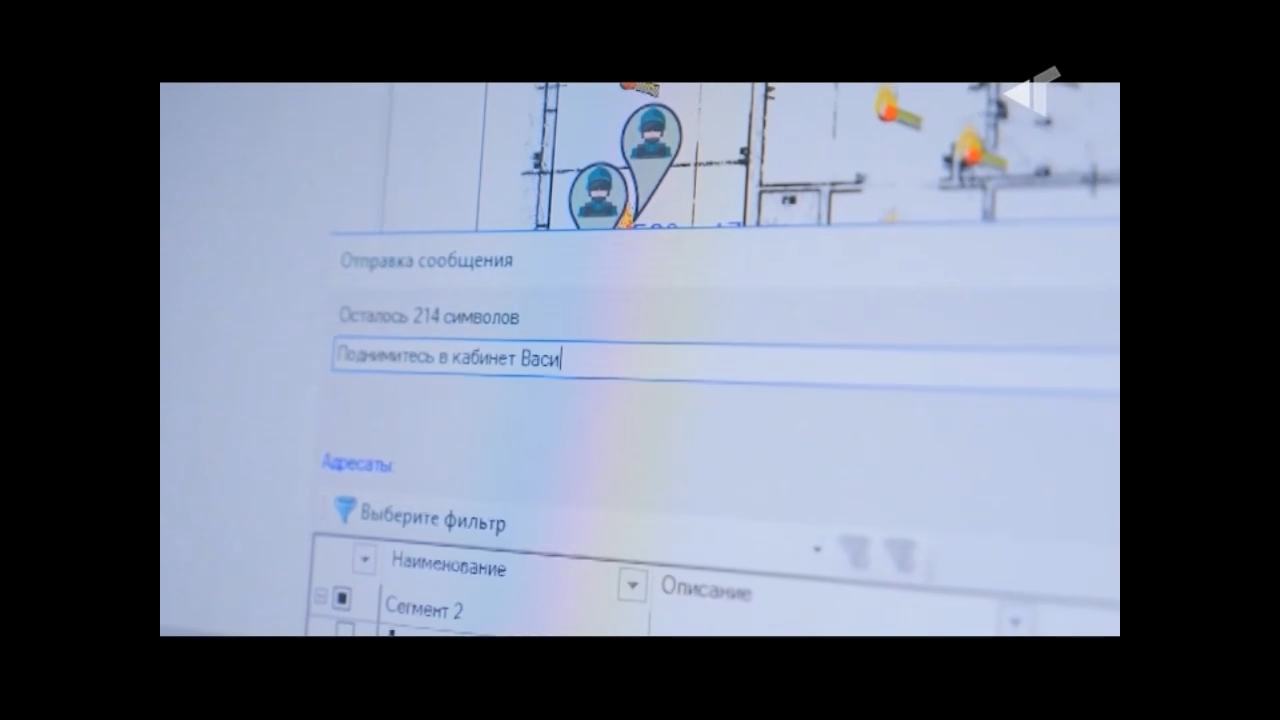 Отправка сообщения
Осталось 214 символов
Поднимитесь в кабинет Васи
Адресаты:
Выберите фильтр
Наименование
Описание
Сегмент 2